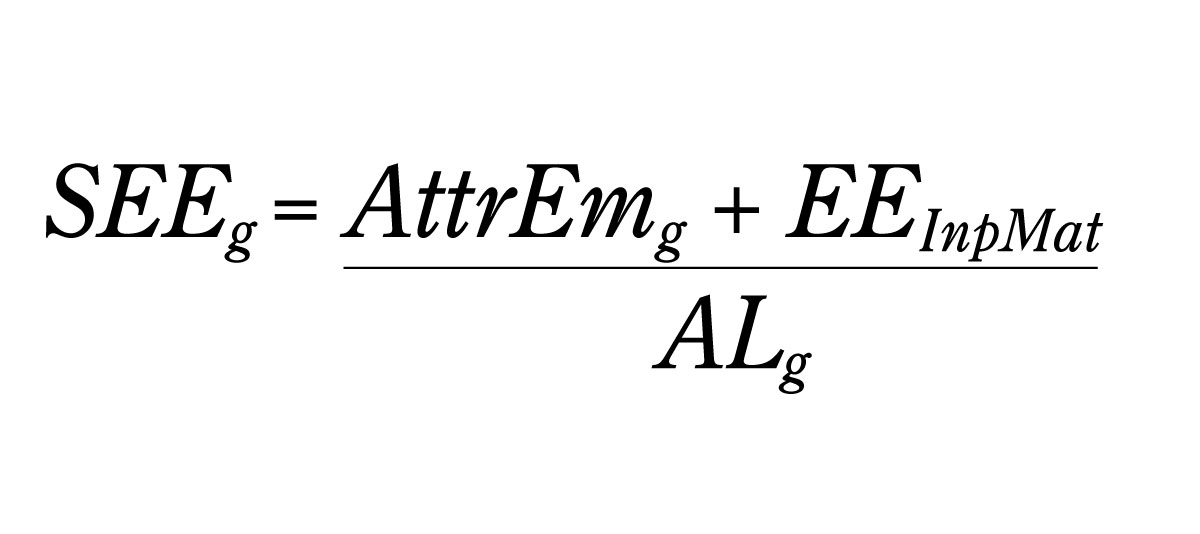 SEE_g = AttrEm_g + EE_InpMat
AL_g